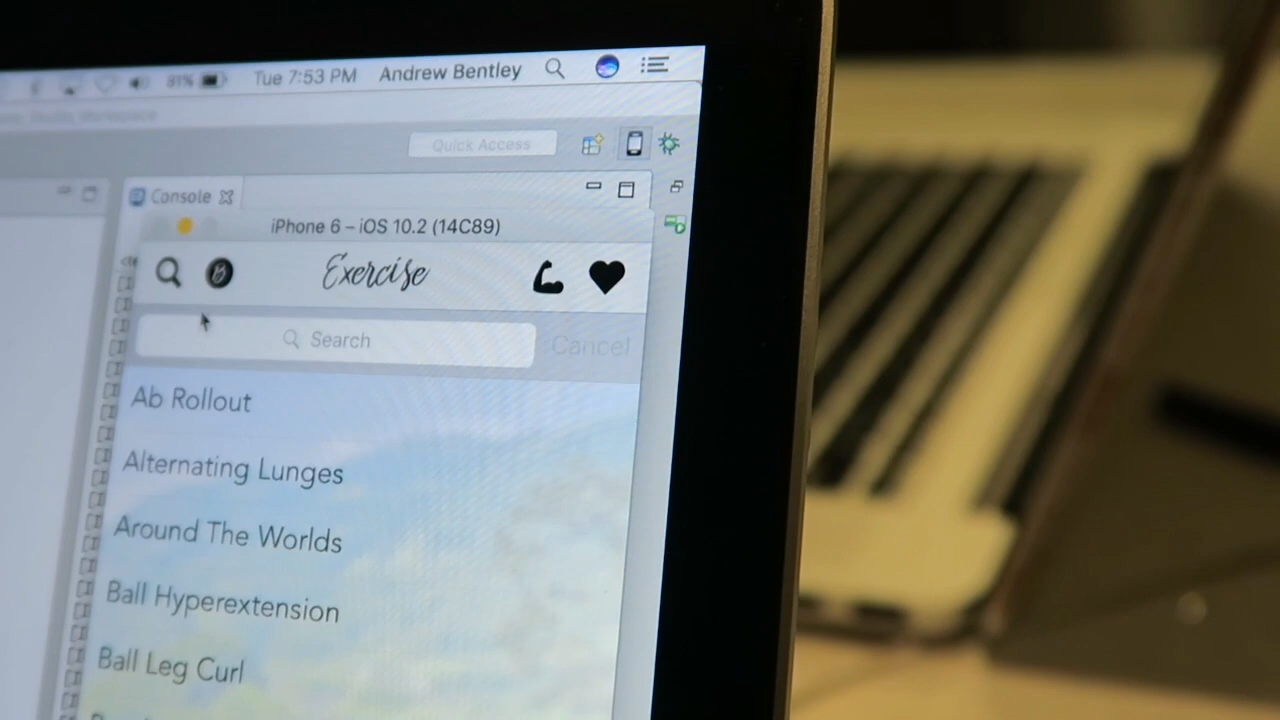 81% Tue 7:53 PM Andrew Bentley
Quick Access
Console
iPhone 6 – iOS 10.2 (14C89)
Exercise
Search Cancel
Ab Rollout
Alternating Lunges
Around The Worlds
Ball Hyperextension
Ball Leg Curl